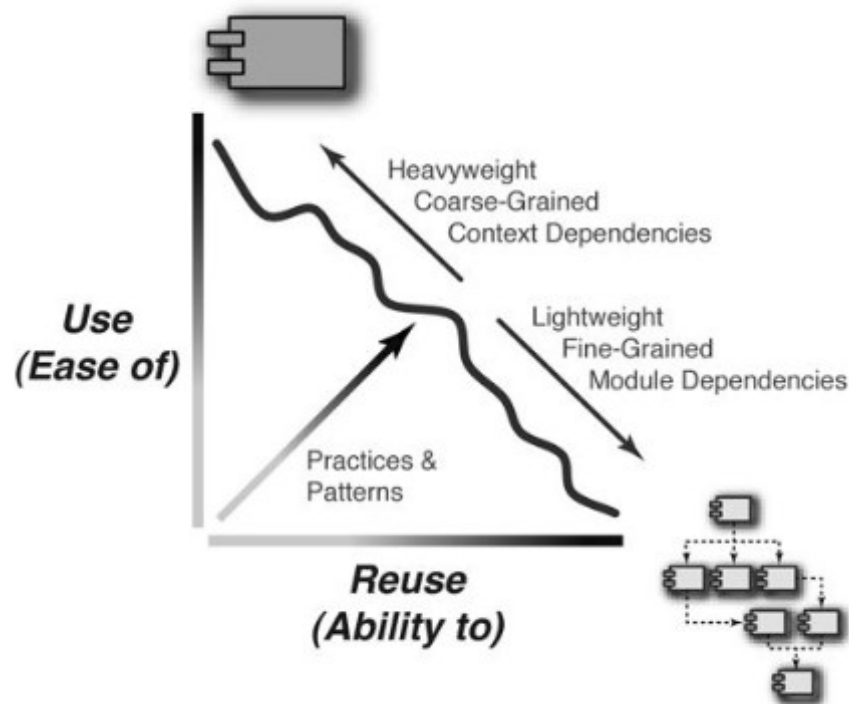 Heavyweight
Coarse-Grained
Context Dependencies
Use
(Ease of)
Lightweight
Fine-Grained
Module Dependencies
Practices &
Patterns
Reuse
(Ability to)